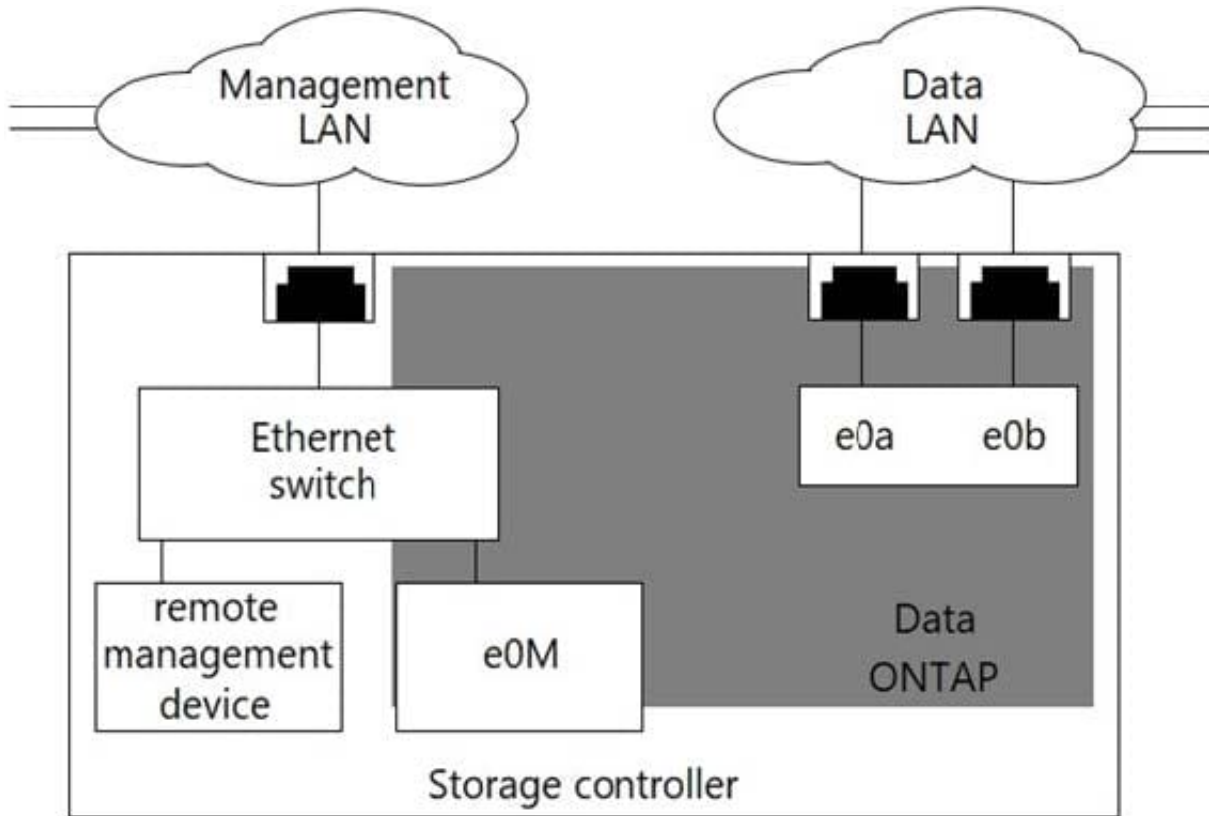 Management
LAN
Data
LAN
Ethernet
switch
e0a
e0b
remote
management
device
e0M
Data
ONTAP
Storage controller